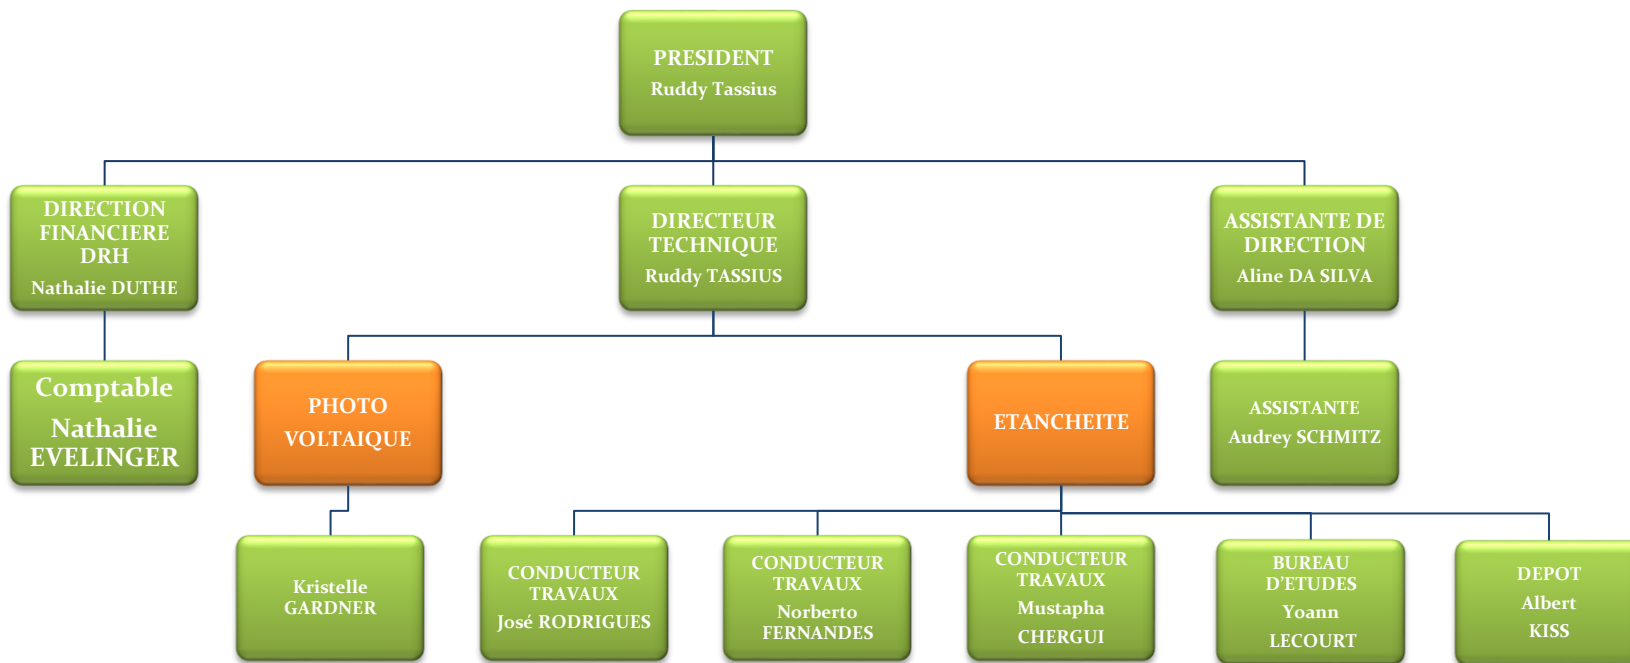 PRESIDENT
Ruddy Tassius
DIRECTION
FINANCIERE
DRH
Nathalie DUTHE
DIRECTEUR
TECHNIQUE
Ruddy TASSIUS
ASSISTANTE DE
DIRECTION
Aline DA SILVA
Comptable
Nathalie
EVELINGER
PHOTO
VOLTAIQUE
ETANCHEITE
ASSISTANTE
Audrey SCHMITZ
Kristelle
GARDNER
CONDUCTEUR
TRAVAUX
José RODRIGUES
CONDUCTEUR
TRAVAUX
Norberto
FERNANDES
CONDUCTEUR
TRAVAUX
Mustapha
CHERGUI
BUREAU
D'ETUDES
Yoann
LECOURT
DEPOT
Albert
KISS